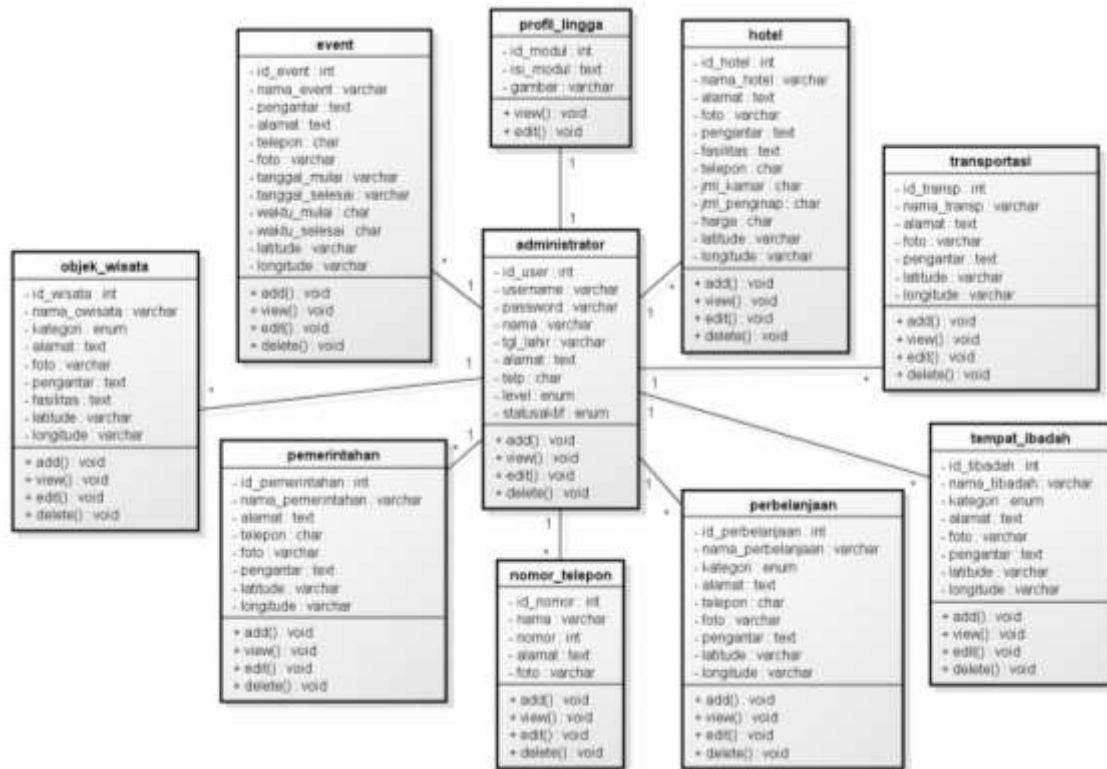 profil_lingga
- id_modul : int
- isi_modul : text
- gambar : varchar
+ view() : void
+ edit() : void
1
1
event
- id_event : int
- nama_event : varchar
- pengantar : text
- alamat : text
- telepon : char
- foto : varchar
- tanggal_mulai : varchar
- tanggal_selesai : varchar
- waktu_mulai : char
- waktu_selesai : char
- latitude : varchar
- longitude : varchar
+ add() : void
+ view() : void
+ edit() : void
+ delete() : void
*
1
hotel
- id_hotel : int
- nama_hotel : varchar
- alamat : text
- foto : varchar
- pengantar : text
- fasilitas : text
- telepon : char
- jml_kamar : char
- jml_penginap : char
- harga : char
- latitude : varchar
- longitude : varchar
+ add() : void
+ view() : void
+ edit() : void
+ delete() : void
*
1
transportasi
- id_transp : int
- nama_transp : varchar
- alamat : text
- foto : varchar
- pengantar : text
- latitude : varchar
- longitude : varchar
+ add() : void
+ view() : void
+ edit() : void
+ delete() : void
*
1
administrator
- id_user : int
- username : varchar
- password : varchar
- nama : varchar
- tgl_lahir : varchar
- alamat : text
- telp : char
- level : enum
- statusaktif : enum
+ add() : void
+ view() : void
+ edit() : void
+ delete() : void
objek_wisata
- id_wisata : int
- nama_owisata : varchar
- kategori : enum
- alamat : text
- foto : varchar
- pengantar : text
- fasilitas : text
- latitude : varchar
- longitude : varchar
+ add() : void
+ view() : void
+ edit() : void
+ delete() : void
*
1
pemerintahan
- id_pemerintahan : int
- nama_pemerintahan : varchar
- alamat : text
- telepon : char
- foto : varchar
- pengantar : text
- latitude : varchar
- longitude : varchar
+ add() : void
+ view() : void
+ edit() : void
+ delete() : void
*
1
tempat_ibadah
- id_tibadah : int
- nama_tibadah : varchar
- kategori : enum
- alamat : text
- foto : varchar
- pengantar : text
- latitude : varchar
- longitude : varchar
+ add() : void
+ view() : void
+ edit() : void
+ delete() : void
*
1
perbelanjaan
- id_perbelanjaan : int
- nama_perbelanjaan : varchar
- kategori : enum
- alamat : text
- telepon : char
- foto : varchar
- pengantar : text
- latitude : varchar
- longitude : varchar
+ add() : void
+ view() : void
+ edit() : void
+ delete() : void
*
1
nomor_telepon
- id_nomor : int
- nama : varchar
- nomor : int
- alamat : text
- foto : varchar
+ add() : void
+ view() : void
+ edit() : void
+ delete() : void
*
1